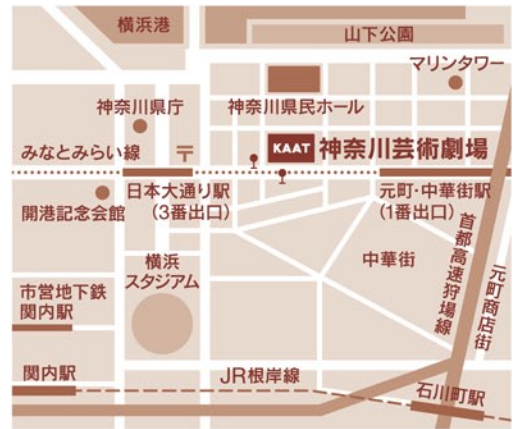 横浜港
山下公園
マリンタワー
神奈川県庁
神奈川県民ホール
みなとみらい線
〒
KAAT 神奈川芸術劇場
開港記念会館
日本大通り駅
(3番出口)
元町・中華街駅
(1番出口)
首都高速狩場線
元町商店街
中華街
横浜
スタジアム
市営地下鉄
関内駅
関内駅
JR根岸線
石川町駅